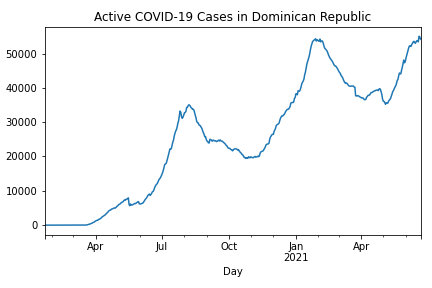 Active COVID-19 Cases in Dominican Republic
50000
40000
30000
20000
10000
0
Apr Jul Oct Jan Apr
2021
Day